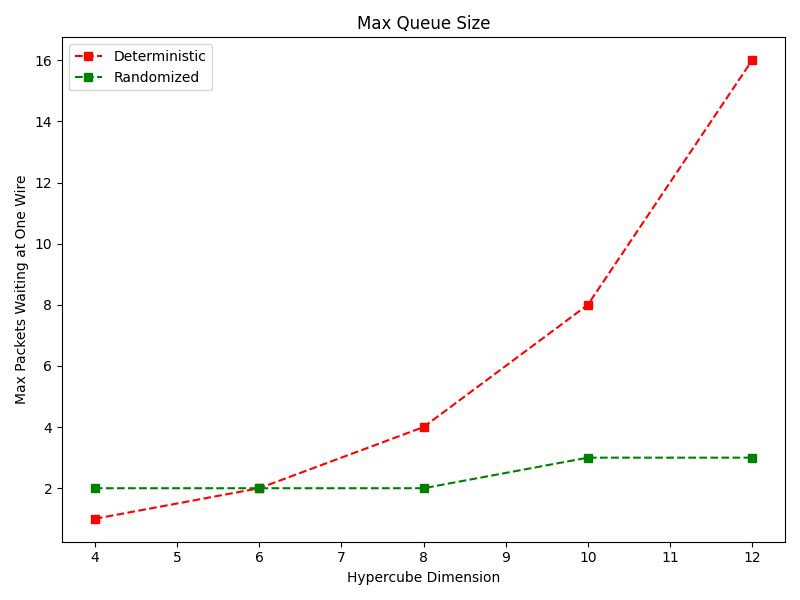 Max Queue Size
Deterministic
Randomized
Max Packets Waiting at One Wire
16
14
12
10
8
6
4
2
4 5 6 7 8 9 10 11 12
Hypercube Dimension